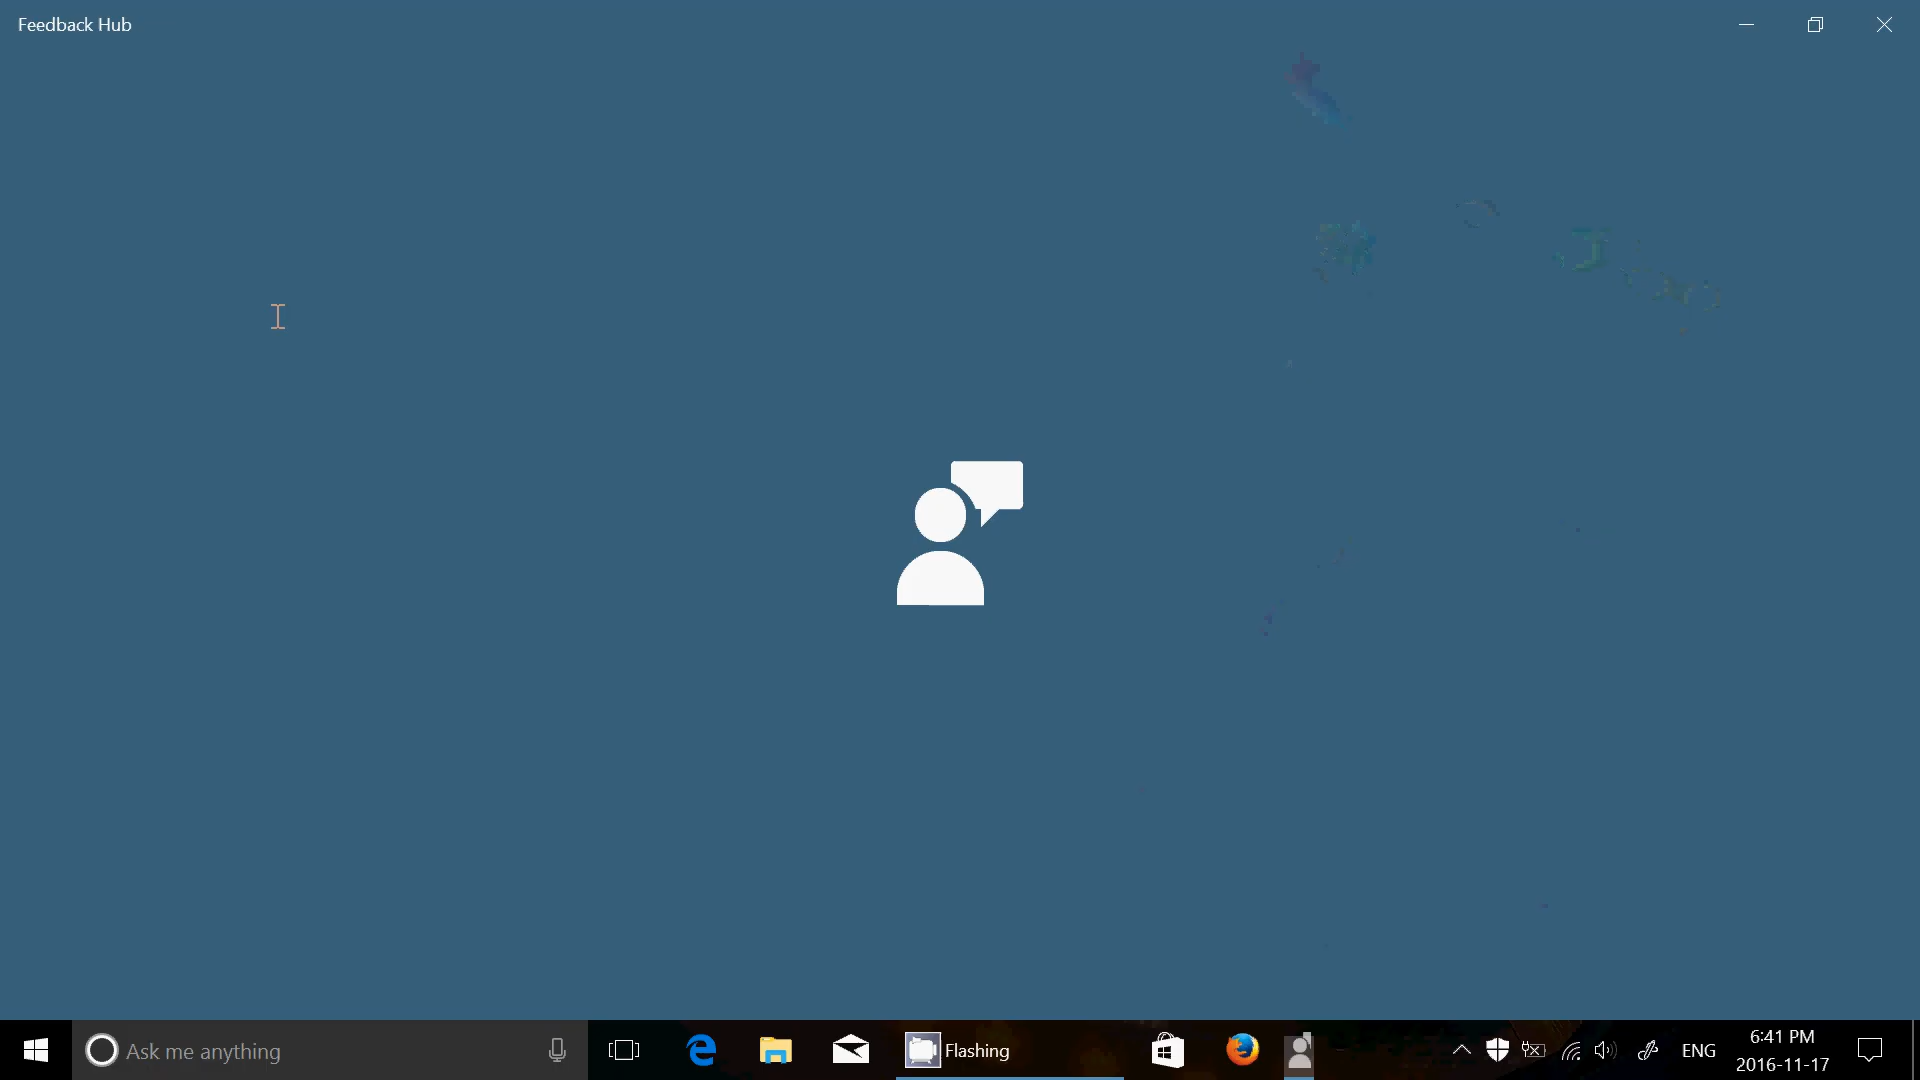 Feedback Hub
Ask me anything
Flashing
ENG
6:41 PM
2016-11-17